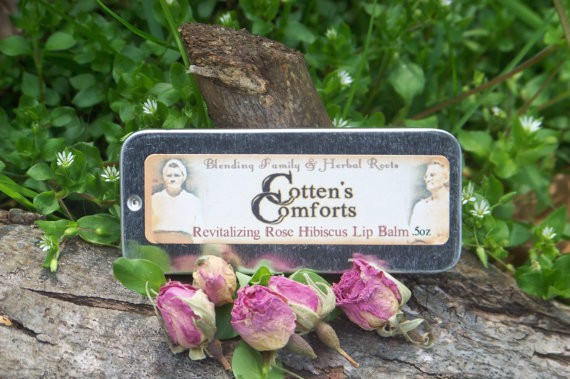 Blending Family & Herbal Roots
Cotten's
Comforts
Revitalizing Rose Hibiscus Lip Balm .5oz